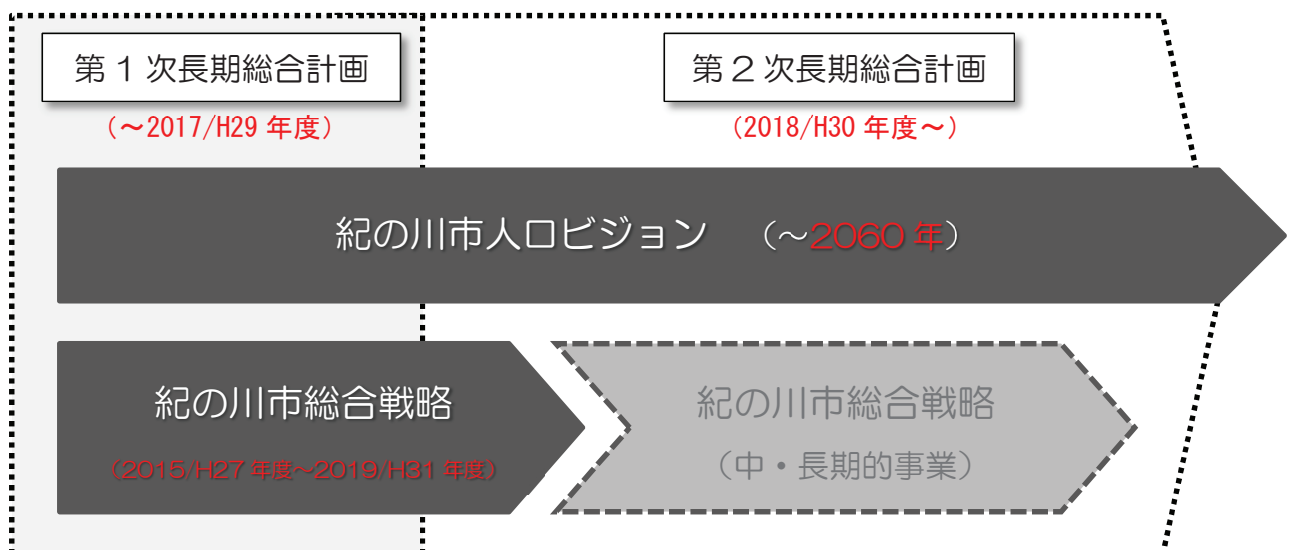 第１次長期総合計画
（～2017/H29 年度）
第２次長期総合計画
（2018/H30 年度～）
紀の川市人口ビジョン　（～2060 年）
紀の川市総合戦略
（2015/H27 年度～2019/H31 年度）
紀の川市総合戦略
（中・長期的事業）